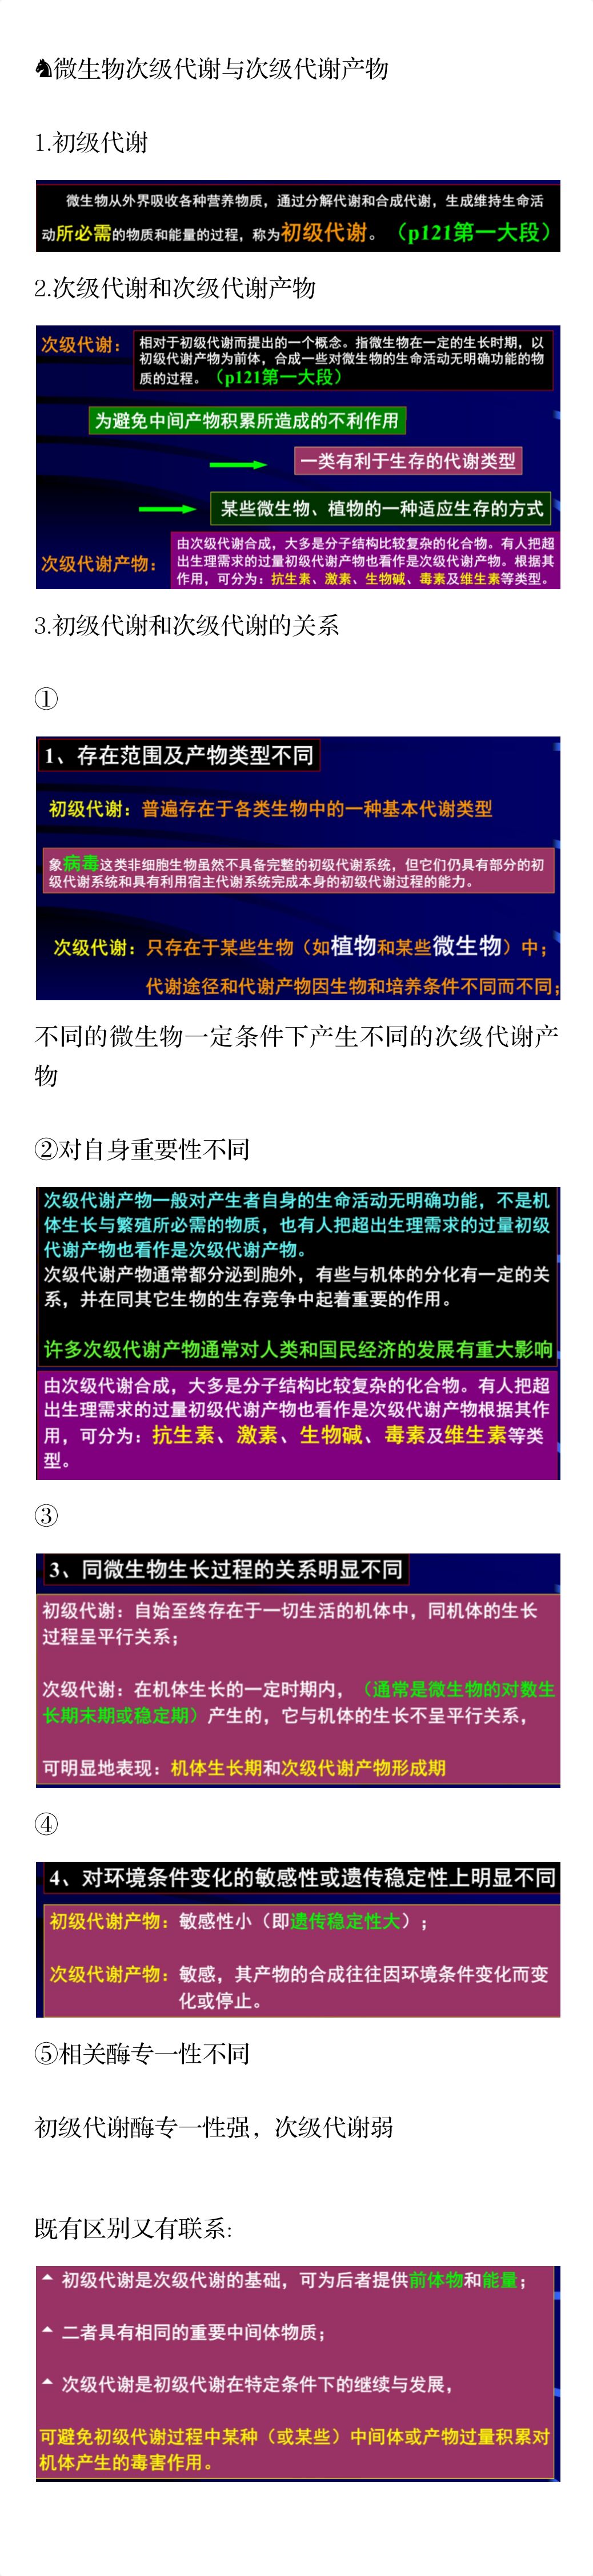 ♞微生物次级代谢与次级代谢产物
1.初级代谢
微生物从外界吸收各种营养物质，通过分解代谢和合成代谢，生成维持生命活
动所必需的物质和能量的过程，称为初级代谢。（p121第一大段）
2.次级代谢和次级代谢产物
次级代谢：
相对于初级代谢而提出的一个概念。指微生物在一定的生长时期，以
初级代谢产物为前体，合成一些对微生物的生命活动无明确功能的物
质的过程。（p121第一大段）
为避免中间产物积累所造成的不利作用
一类有利于生存的代谢类型
某些微生物、植物的一种适应生存的方式
次级代谢产物：
由次级代谢合成，大多是分子结构比较复杂的化合物。有人把超
出生理需求的过量初级代谢产物也看作是次级代谢产物。根据其
作用，可分为：抗生素、激素、生物碱、毒素及维生素等类型。
3.初级代谢和次级代谢的关系
①
1、存在范围及产物类型不同
初级代谢：普遍存在于各类生物中的一种基本代谢类型
象病毒这类非细胞生物虽然不具备完整的初级代谢系统，但它们仍具有部分的初
级代谢系统和具有利用宿主代谢系统完成本身的初级代谢过程的能力。
次级代谢：只存在于某些生物（如植物和某些微生物）中；
代谢途径和代谢产物因生物和培养条件不同而不同；
不同的微生物一定条件下产生不同的次级代谢产
物
②对自身重要性不同
次级代谢产物一般对产生者自身的生命活动无明确功能，不是机
体生长与繁殖所必需的物质，也有人把超出生理需求的过量初级
代谢产物也看作是次级代谢产物。
次级代谢产物通常都分泌到胞外，有些与机体的分化有一定的关
系，并在同其它生物的生存竞争中起着重要的作用。
许多次级代谢产物通常对人类和国民经济的发展有重大影响
由次级代谢合成，大多是分子结构比较复杂的化合物。有人把超
出生理需求的过量初级代谢产物也看作是次级代谢产物根据其作
用，可分为：抗生素、激素、生物碱、毒素及维生素等类
型。
③
3、同微生物生长过程的关系明显不同
初级代谢：自始至终存在于一切生活的机体中，同机体的生长
过程呈平行关系；
次级代谢：在机体生长的一定时期内，（通常是微生物的对数生
长期末期或稳定期）产生的，它与机体的生长不呈平行关系，
可明显地表现：机体生长期和次级代谢产物形成期
④
4、对环境条件变化的敏感性或遗传稳定性上明显不同
初级代谢产物：敏感性小（即遗传稳定性大）；
次级代谢产物：敏感，其产物的合成往往因环境条件变化而变
化或停止。
⑤相关酶专一性不同
初级代谢酶专一性强，次级代谢弱
既有区别又有联系:
初级代谢是次级代谢的基础，可为后者提供前体物和能量；
二者具有相同的重要中间体物质；
次级代谢是初级代谢在特定条件下的继续与发展，
可避免初级代谢过程中某种（或某些）中间体或产物过量积累对
机体产生的毒害作用。